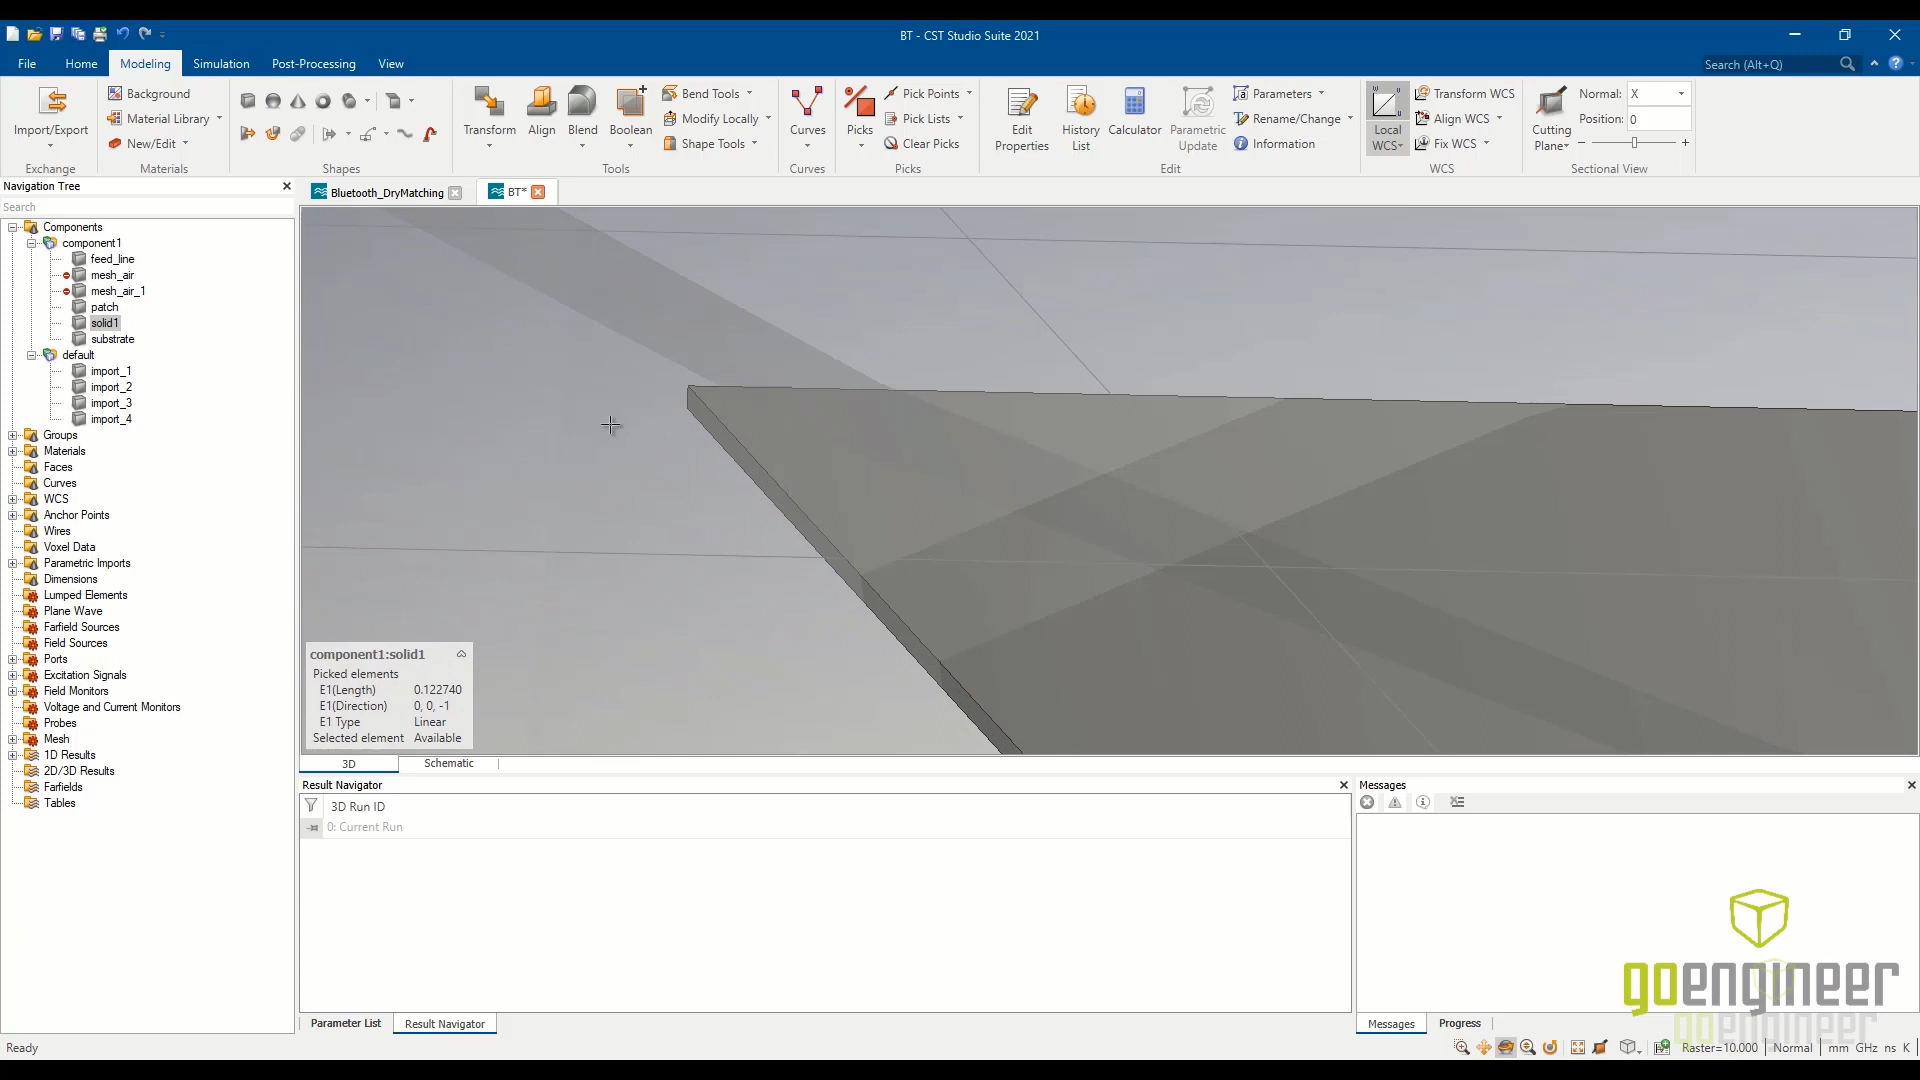 BT - CST Studio Suite 2021
File
Home
Modeling
Simulation
Post-Processing
View
Search (Alt+Q)
Import/Export
Exchange
Background
Material Library
New/Edit
Materials
Shapes
Transform
Align
Blend
Boolean
Bend Tools
Modify Locally
Shape Tools
Tools
Curves
Curves
Picks
Pick Points
Pick Lists
Clear Picks
Picks
Edit
Properties
History
List
Calculator
Parametric
Update
Parameters
Rename/Change
Information
Edit
Local
WCS
Transform WCS
Align WCS
Fix WCS
WCS
Cutting
Plane
Normal: X
Position: 0
Sectional View
Navigation Tree
Search
Components
component1
feed_line
mesh_air
mesh_air_1
patch
solid1
substrate
default
import_1
import_2
import_3
import_4
Groups
Materials
Faces
Curves
WCS
Anchor Points
Wires
Voxel Data
Parametric Imports
Dimensions
Lumped Elements
Plane Wave
Farfield Sources
Field Sources
Ports
Excitation Signals
Field Monitors
Voltage and Current Monitors
Probes
Mesh
1D Results
2D/3D Results
Farfields
Tables
Bluetooth_DryMatching
BT*
component1:solid1
Picked elements
E1(Length) 0.122740
E1(Direction) 0, 0, -1
E1 Type Linear
Selected element Available
3D
Schematic
Result Navigator
3D Run ID
0: Current Run
Parameter List
Result Navigator
Messages
Messages
Progress
goengineer
Ready
Raster=10.000
Normal
mm GHz ns K